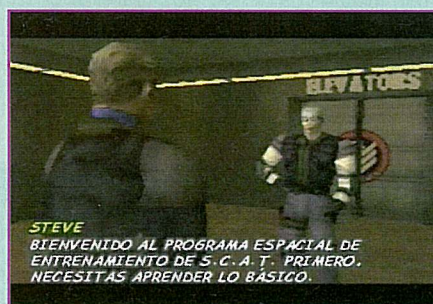 ELEVATORS
STEVE
BIENVENIDO AL PROGRAMA ESPACIAL DE
ENTRENAMIENTO DE S.C.A.T. PRIMERO.
NECESITAS APRENDER LO BÁSICO.